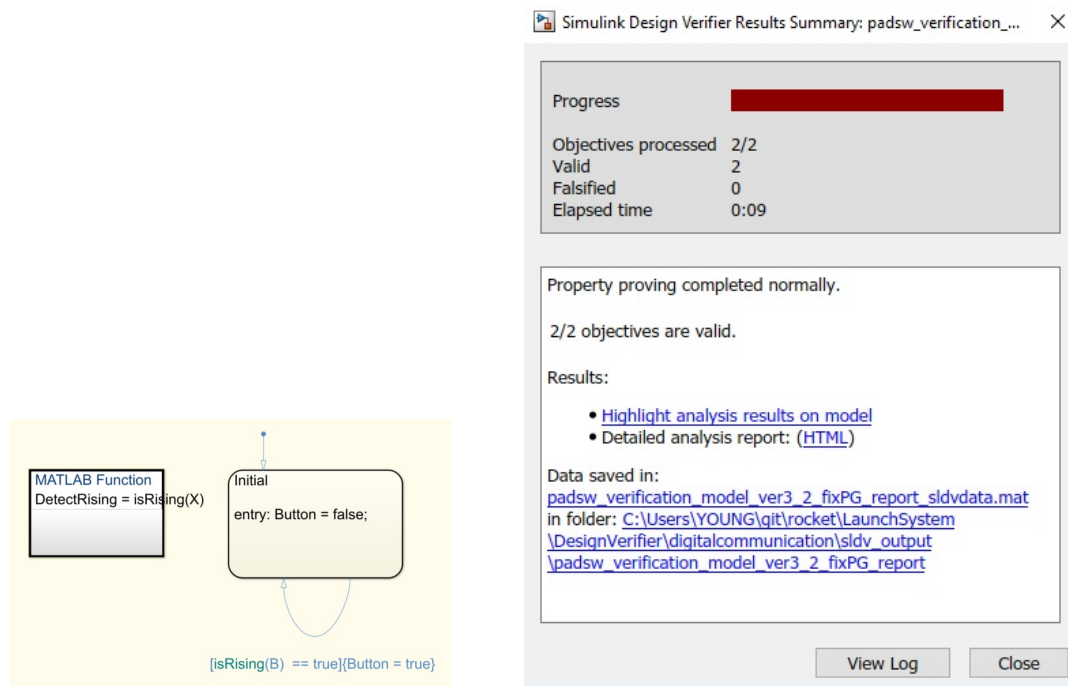 MATLAB Function
DetectRising = isRising(X)
Initial
entry: Button = false;
[isRising(B) == true]{Button = true}
Simulink Design Verifier Results Summary: padsw_verification_...
Progress
Objectives processed 2/2
Valid 2
Falsified 0
Elapsed time 0:09
Property proving completed normally.
2/2 objectives are valid.
Results:
• Highlight analysis results on model
• Detailed analysis report: (HTML)
Data saved in:
padsw_verification_model_ver3_2_fixPG_report_sldvdata.mat
in folder: C:\Users\YOUNG\git\rocket\LaunchSystem
\DesignVerifier\digitalcommunication\sldv_output
\padsw_verification_model_ver3_2_fixPG_report
View Log Close